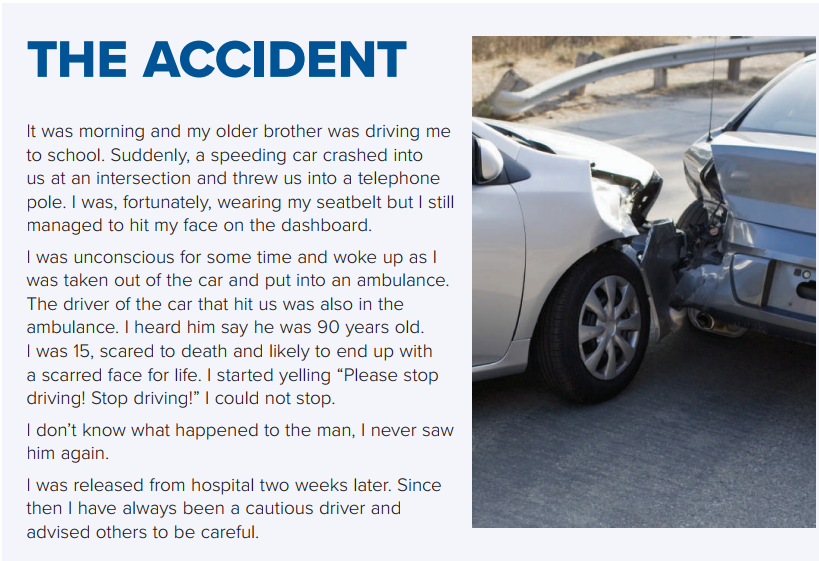 THE ACCIDENT
It was morning and my older brother was driving me
to school. Suddenly, a speeding car crashed into
us at an intersection and threw us into a telephone
pole. I was, fortunately, wearing my seatbelt but I still
managed to hit my face on the dashboard.
I was unconscious for some time and woke up as I
was taken out of the car and put into an ambulance.
The driver of the car that hit us was also in the
ambulance. I heard him say he was 90 years old.
I was 15, scared to death and likely to end up with
a scarred face for life. I started yelling “Please stop
driving! Stop driving!” I could not stop.
I don’t know what happened to the man, I never saw
him again.
I was released from hospital two weeks later. Since
then I have always been a cautious driver and
advised others to be careful.